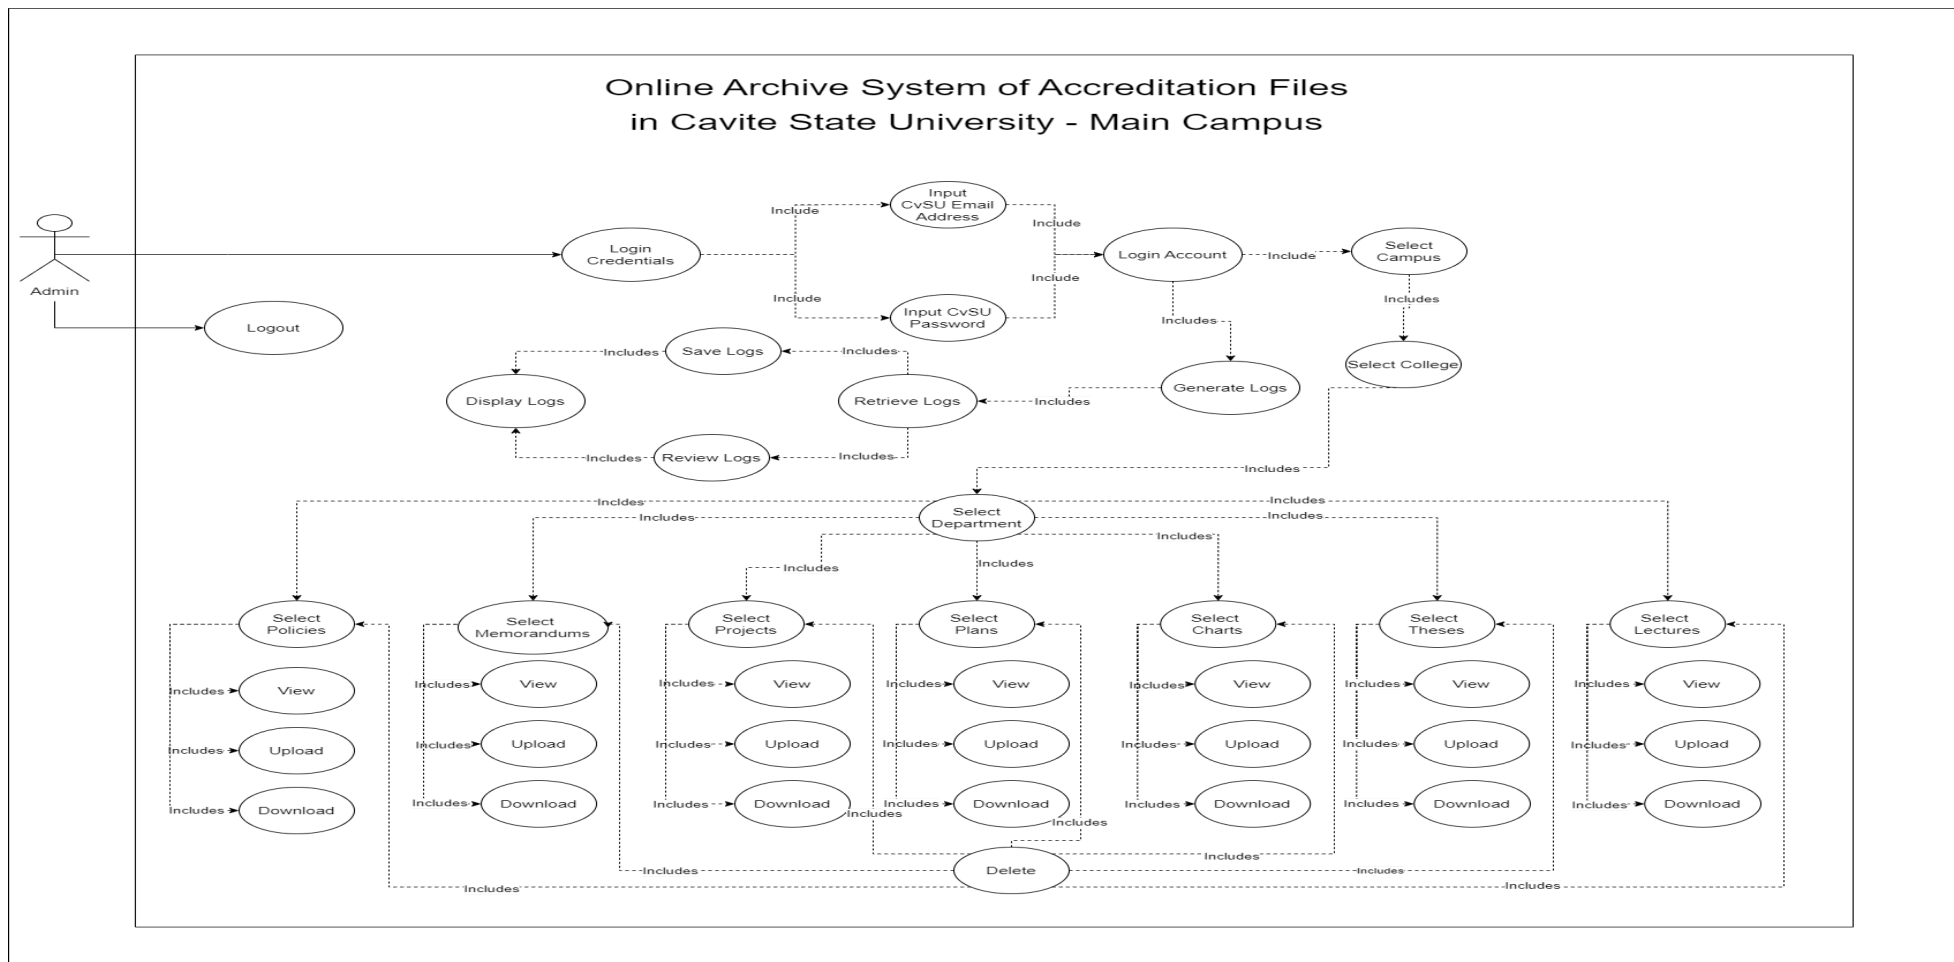 Online Archive System of Accreditation Files
in Cavite State University - Main Campus
Admin
Logout
Login
Credentials
Include
Include
Input
CvSU Email
Address
Input CvSU
Password
Include
Include
Login Account
Include
Select
Campus
Includes
Select College
Includes
Generate Logs
Includes
Retrieve Logs
Includes
Save Logs
Includes
Includes
Review Logs
Includes
Display Logs
Includes
Select
Department
Incldes
Includes
Includes
Includes
Includes
Includes
Includes
Select
Policies
Select
Memorandums
Select
Projects
Select
Plans
Select
Charts
Select
Theses
Select
Lectures
Includes
View
Includes
View
Includes
View
Includes
View
Includes
View
Includes
View
Includes
View
Includes
Upload
Includes
Upload
Includes
Upload
Includes
Upload
Includes
Upload
Includes
Upload
Includes
Upload
Includes
Download
Includes
Download
Includes
Download
Includes
Download
Includes
Download
Includes
Download
Includes
Download
Includes
Includes
Includes
Includes
Delete
Includes
Includes
Includes